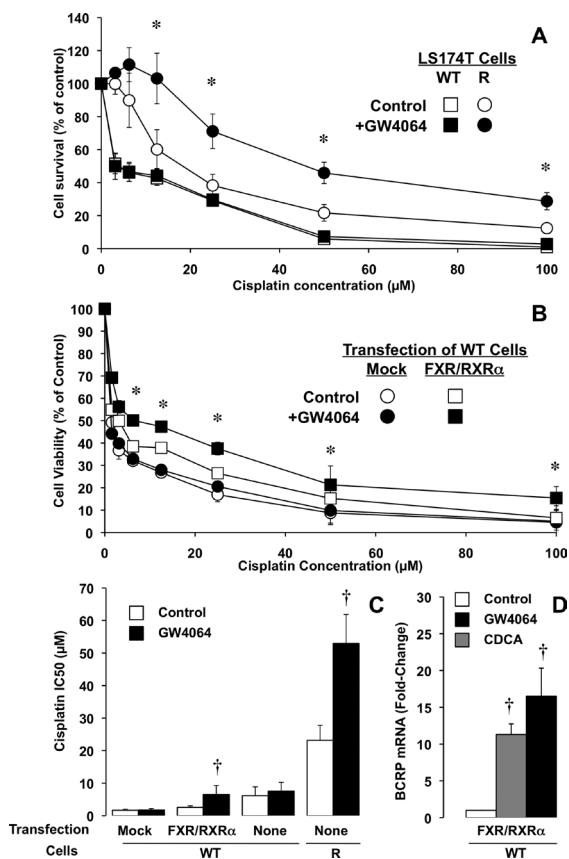 A
LS174T Cells
WT R
Control
+GW4064
Cell survival (% of control)
140
120
100
80
60
40
20
0
0 20 40 60 80 100
Cisplatin concentration (µM)
* * * *
B
Transfection of WT Cells
Mock FXR/RXRα
Control
+GW4064
Cell Viability (% of Control)
100
90
80
70
60
50
40
30
20
10
0
0 20 40 60 80 100
Cisplatin Concentration (µM)
* * * * *
C
Control
GW4064
Cisplatin IC50 (µM)
70
60
50
40
30
20
10
0
† †
Transfection Mock FXR/RXRα None None
Cells WT R
D
Control
GW4064
CDCA
BCRP mRNA (Fold-Change)
30
25
20
15
10
5
0
† †
FXR/RXRα
WT